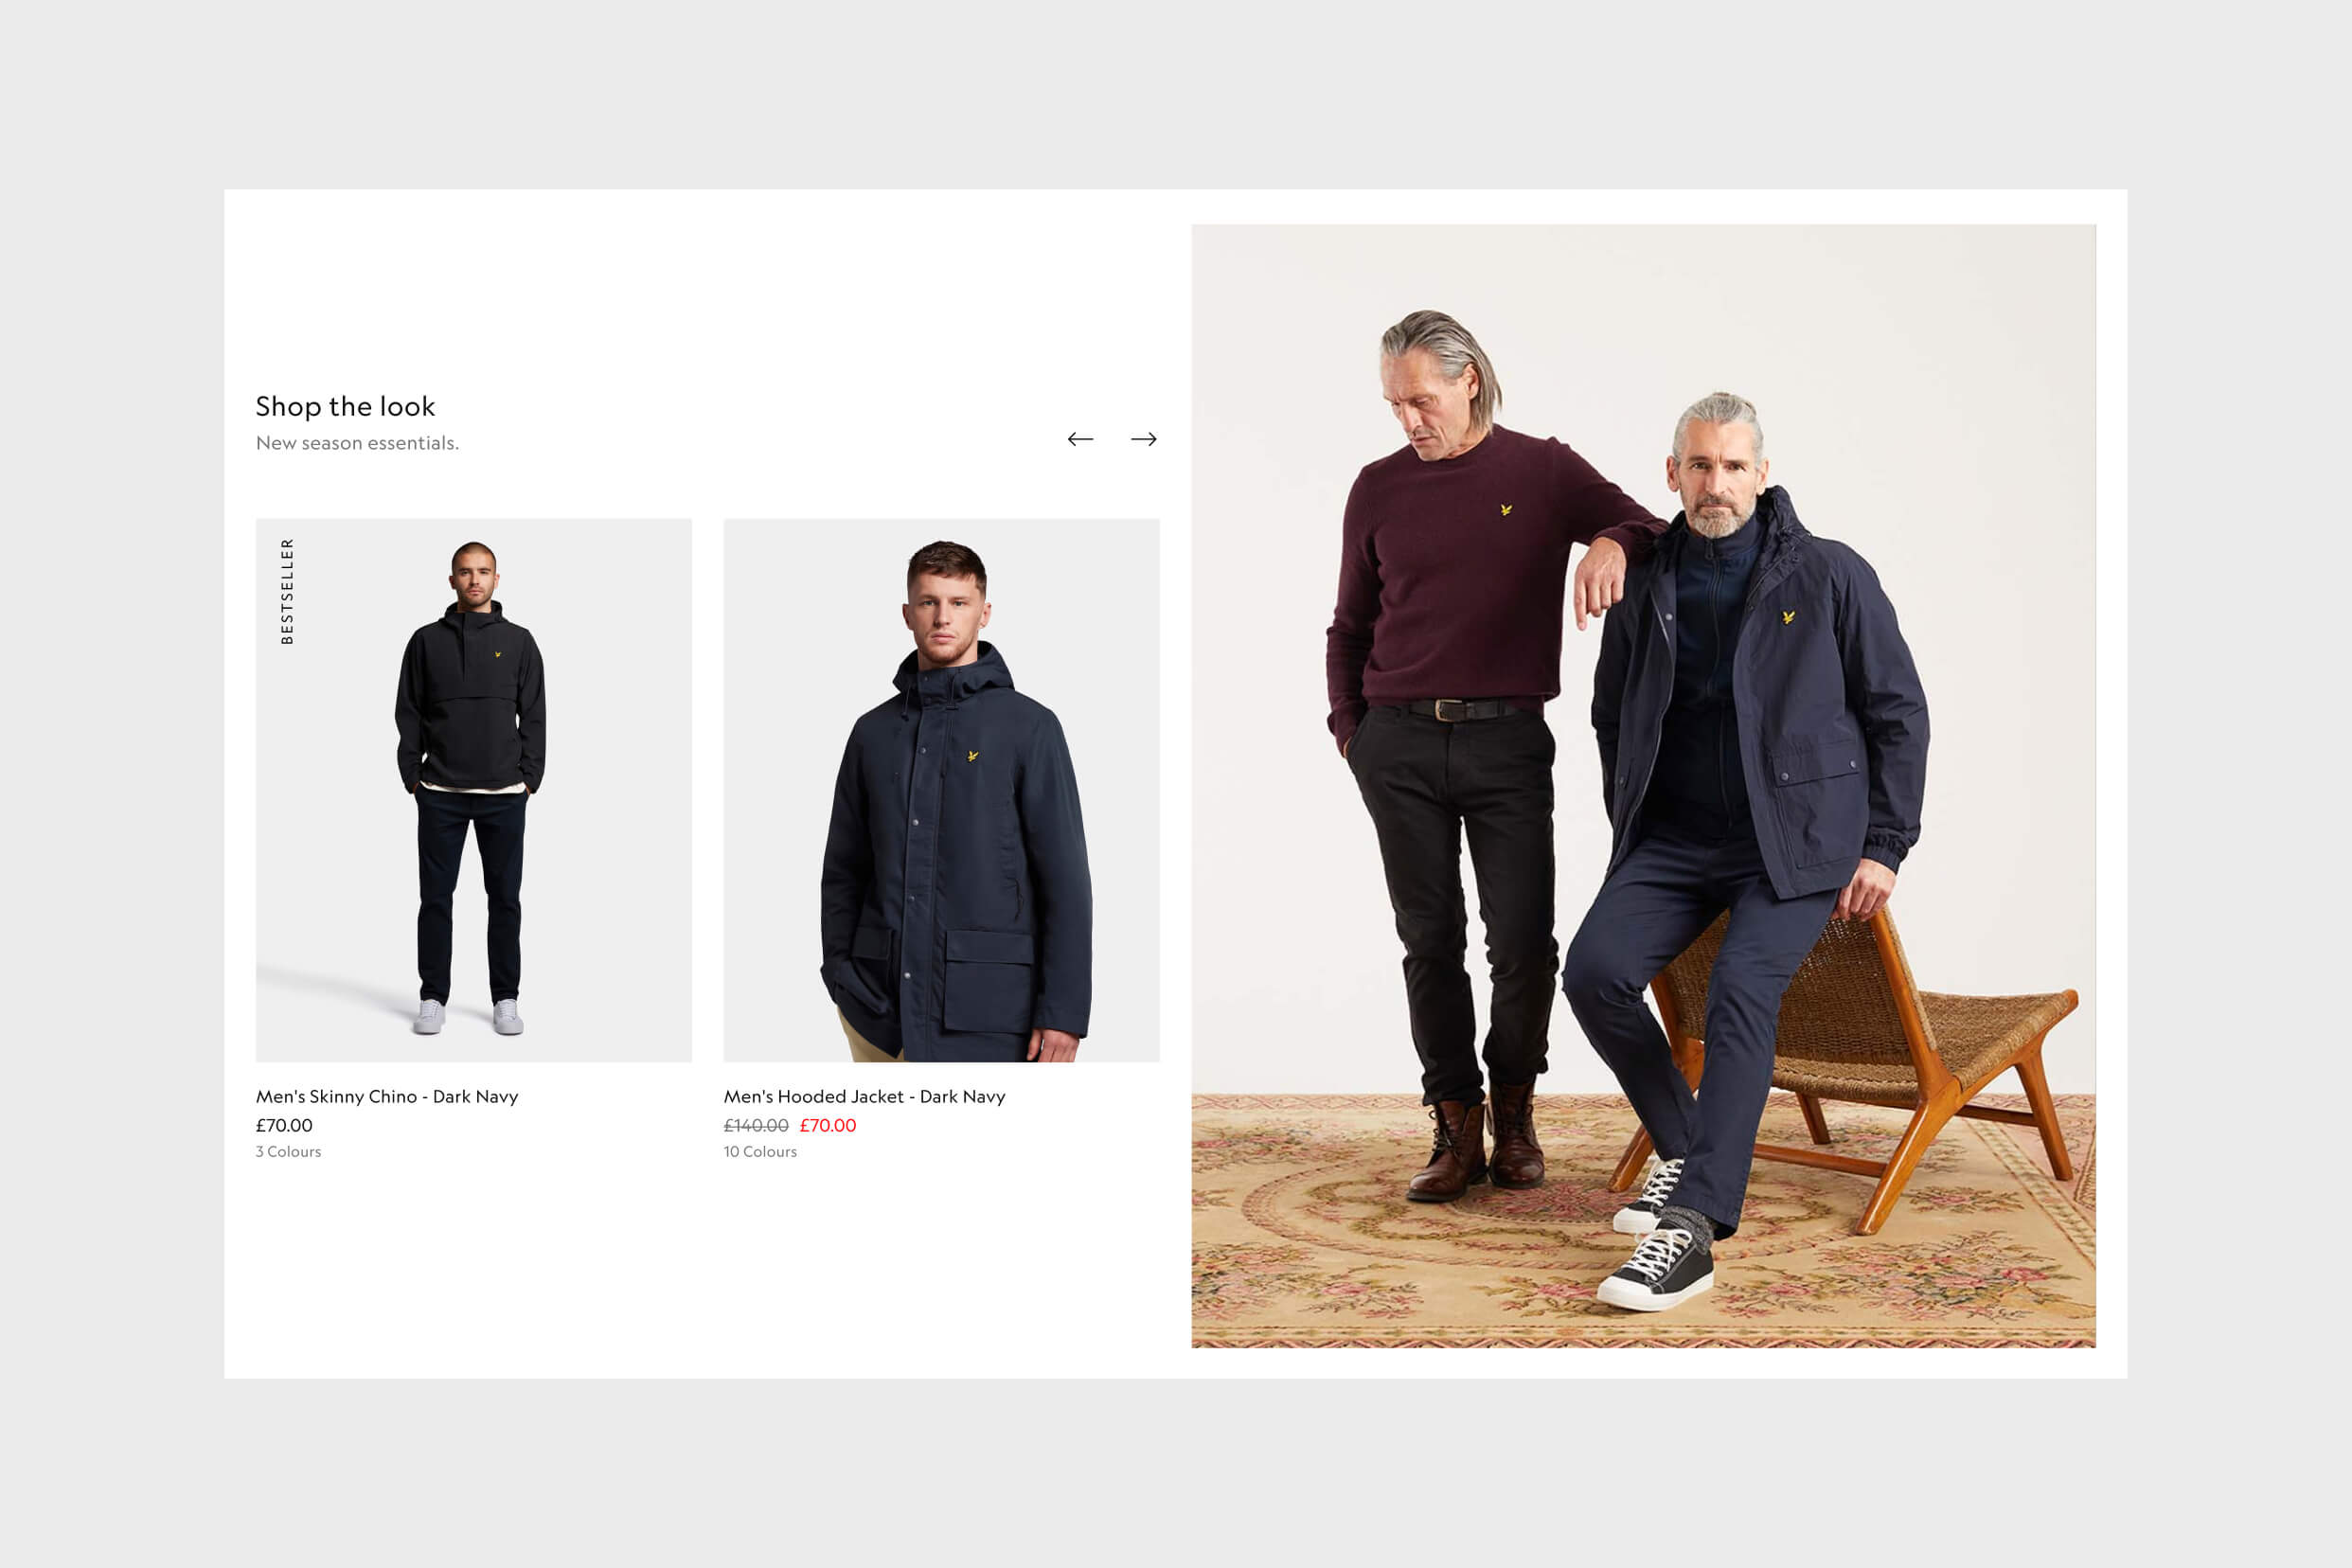 Shop the look
New season essentials.
BESTSELLER
Men's Skinny Chino - Dark Navy
£70.00
3 Colours
Men's Hooded Jacket - Dark Navy
£140.00 £70.00
10 Colours